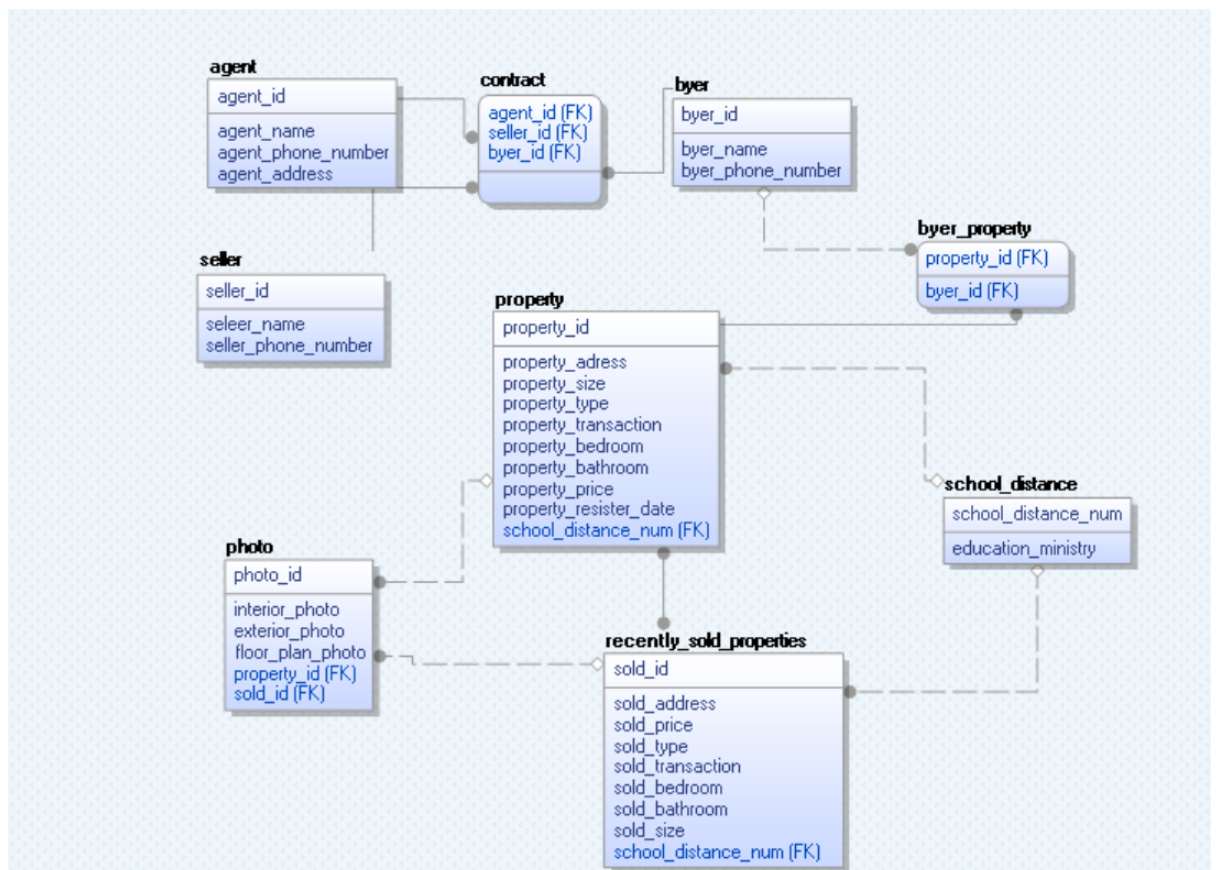 agent
agent_id
agent_name
agent_phone_number
agent_address
contract
agent_id (FK)
seller_id (FK)
byer_id (FK)
byer
byer_id
byer_name
byer_phone_number
byer_property
property_id (FK)
byer_id (FK)
seller
seller_id
seleer_name
seller_phone_number
property
property_id
property_adress
property_size
property_type
property_transaction
property_bedroom
property_bathroom
property_price
property_resister_date
school_distance_num (FK)
school_distance
school_distance_num
education_ministry
photo
photo_id
interior_photo
exterior_photo
floor_plan_photo
property_id (FK)
sold_id (FK)
recently_sold_properties
sold_id
sold_address
sold_price
sold_type
sold_transaction
sold_bedroom
sold_bathroom
sold_size
school_distance_num (FK)